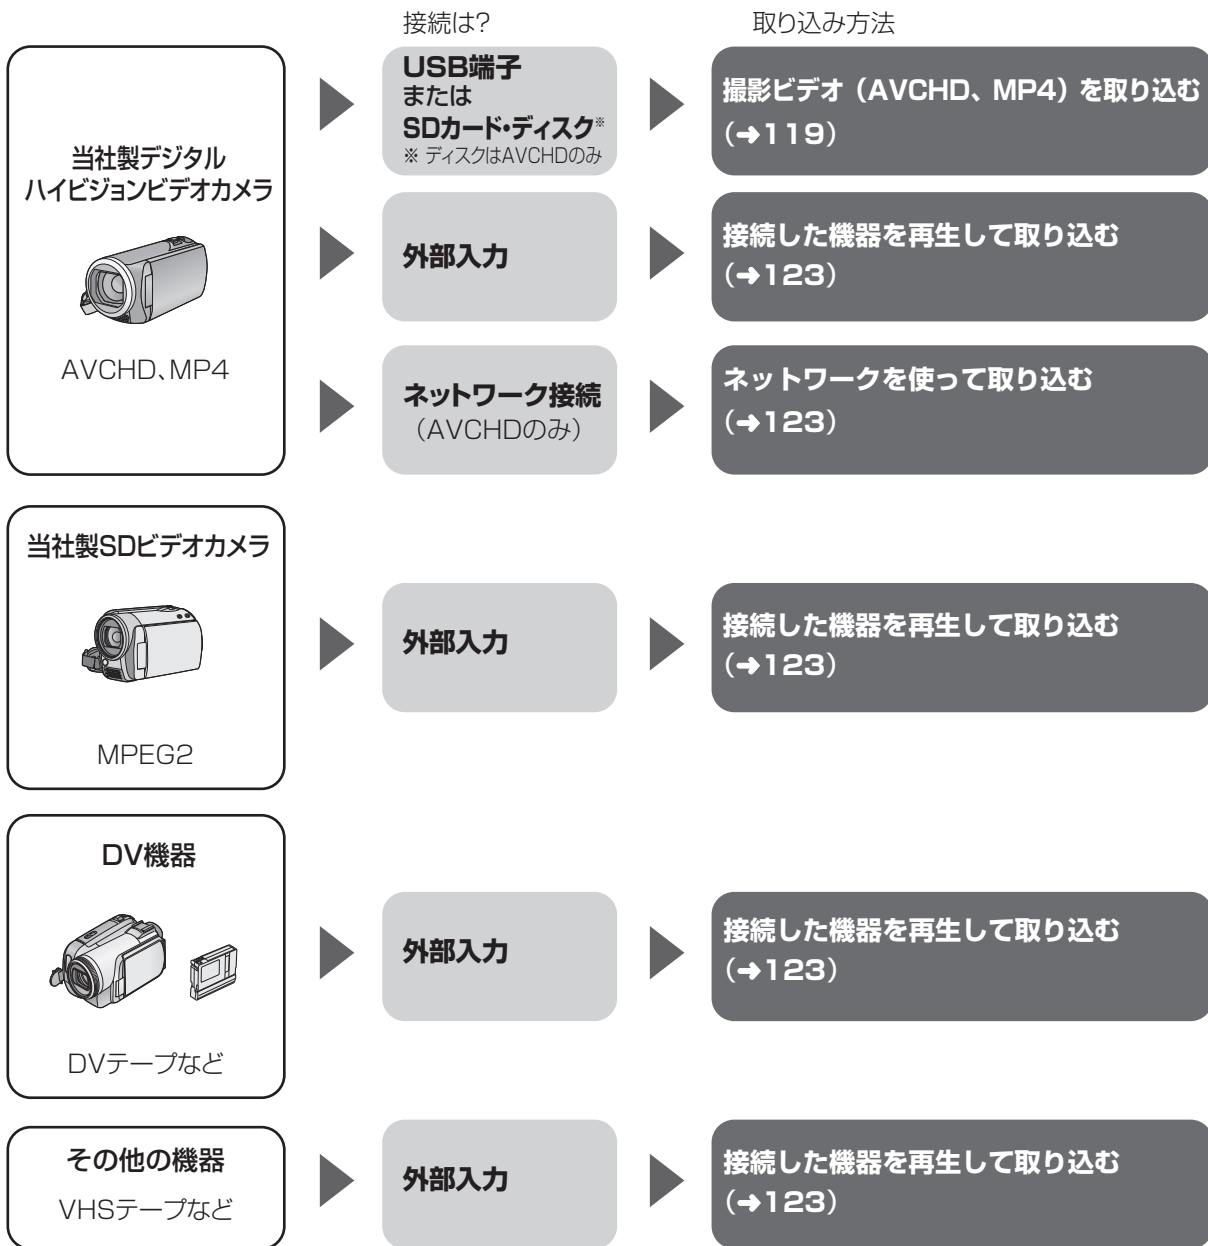 接続は?
取り込み方法
当社製デジタル
ハイビジョンビデオカメラ
AVCHD、MP4
USB端子
または
SDカード・ディスク※
※ ディスクはAVCHDのみ
撮影ビデオ（AVCHD、MP4）を取り込む
（➜119）
外部入力
接続した機器を再生して取り込む
（➜123）
ネットワーク接続
（AVCHDのみ）
ネットワークを使って取り込む
（➜123）
当社製SDビデオカメラ
MPEG2
外部入力
接続した機器を再生して取り込む
（➜123）
DV機器
DVテープなど
外部入力
接続した機器を再生して取り込む
（➜123）
その他の機器
VHSテープなど
外部入力
接続した機器を再生して取り込む
（➜123）